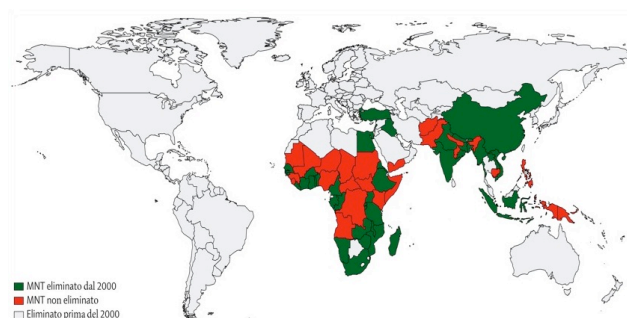 MNT eliminato dal 2000
MNT non eliminato
Eliminato prima del 2000